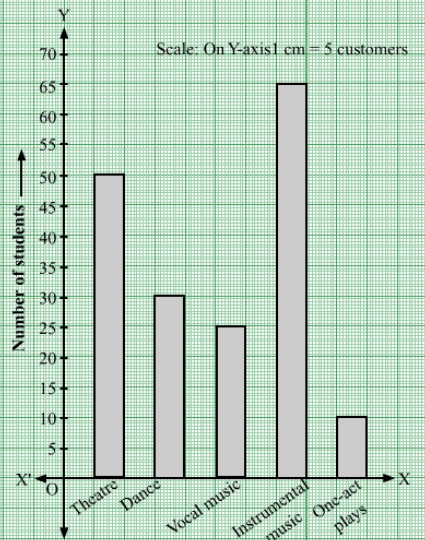 Y
Scale: On Y-axis1 cm = 5 customers
70
65
60
55
50
45
40
35
30
25
20
15
10
5
Number of students
X'
O
X
Theatre
Dance
Vocal music
Instrumental
music
One-act
plays